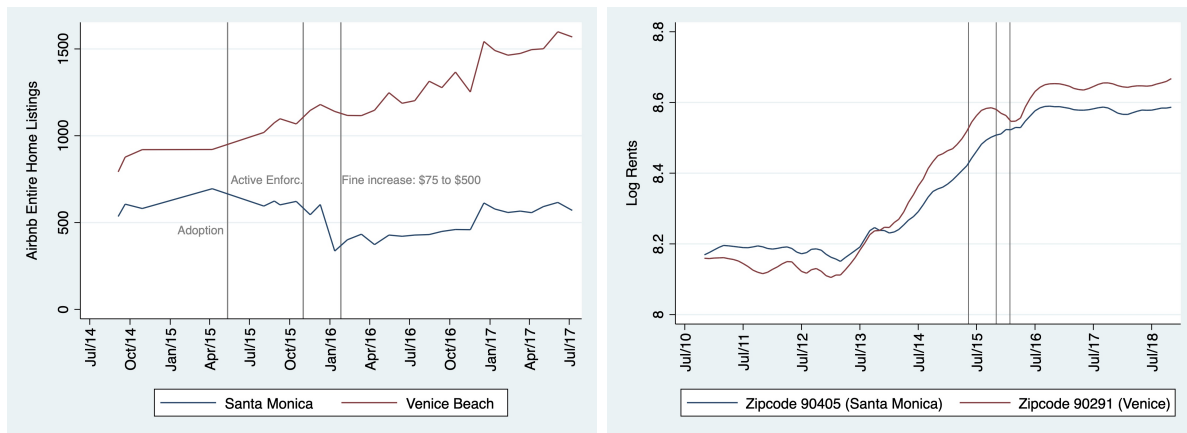 Airbnb Entire Home Listings
1500
1000
500
0
Active Enforc.
Fine increase: $75 to $500
Adoption
Jul/14
Oct/14
Jan/15
Apr/15
Jul/15
Oct/15
Jan/16
Apr/16
Jul/16
Oct/16
Jan/17
Apr/17
Jul/17
Santa Monica
Venice Beach
Log Rents
8.8
8.6
8.4
8.2
8
Jul/10
Jul/11
Jul/12
Jul/13
Jul/14
Jul/15
Jul/16
Jul/17
Jul/18
Zipcode 90405 (Santa Monica)
Zipcode 90291 (Venice)